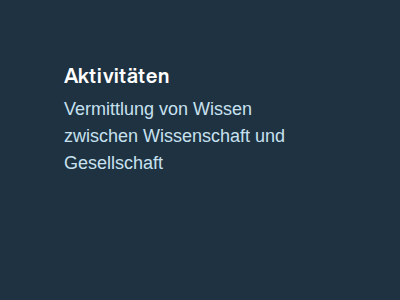 Aktivitäten
Vermittlung von Wissen
zwischen Wissenschaft und
Gesellschaft